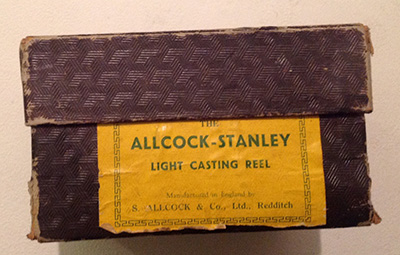 THE
ALLCOCK-STANLEY
LIGHT CASTING REEL
Manufactured in England by
S. ALLCOCK & Co., Ltd., Redditch